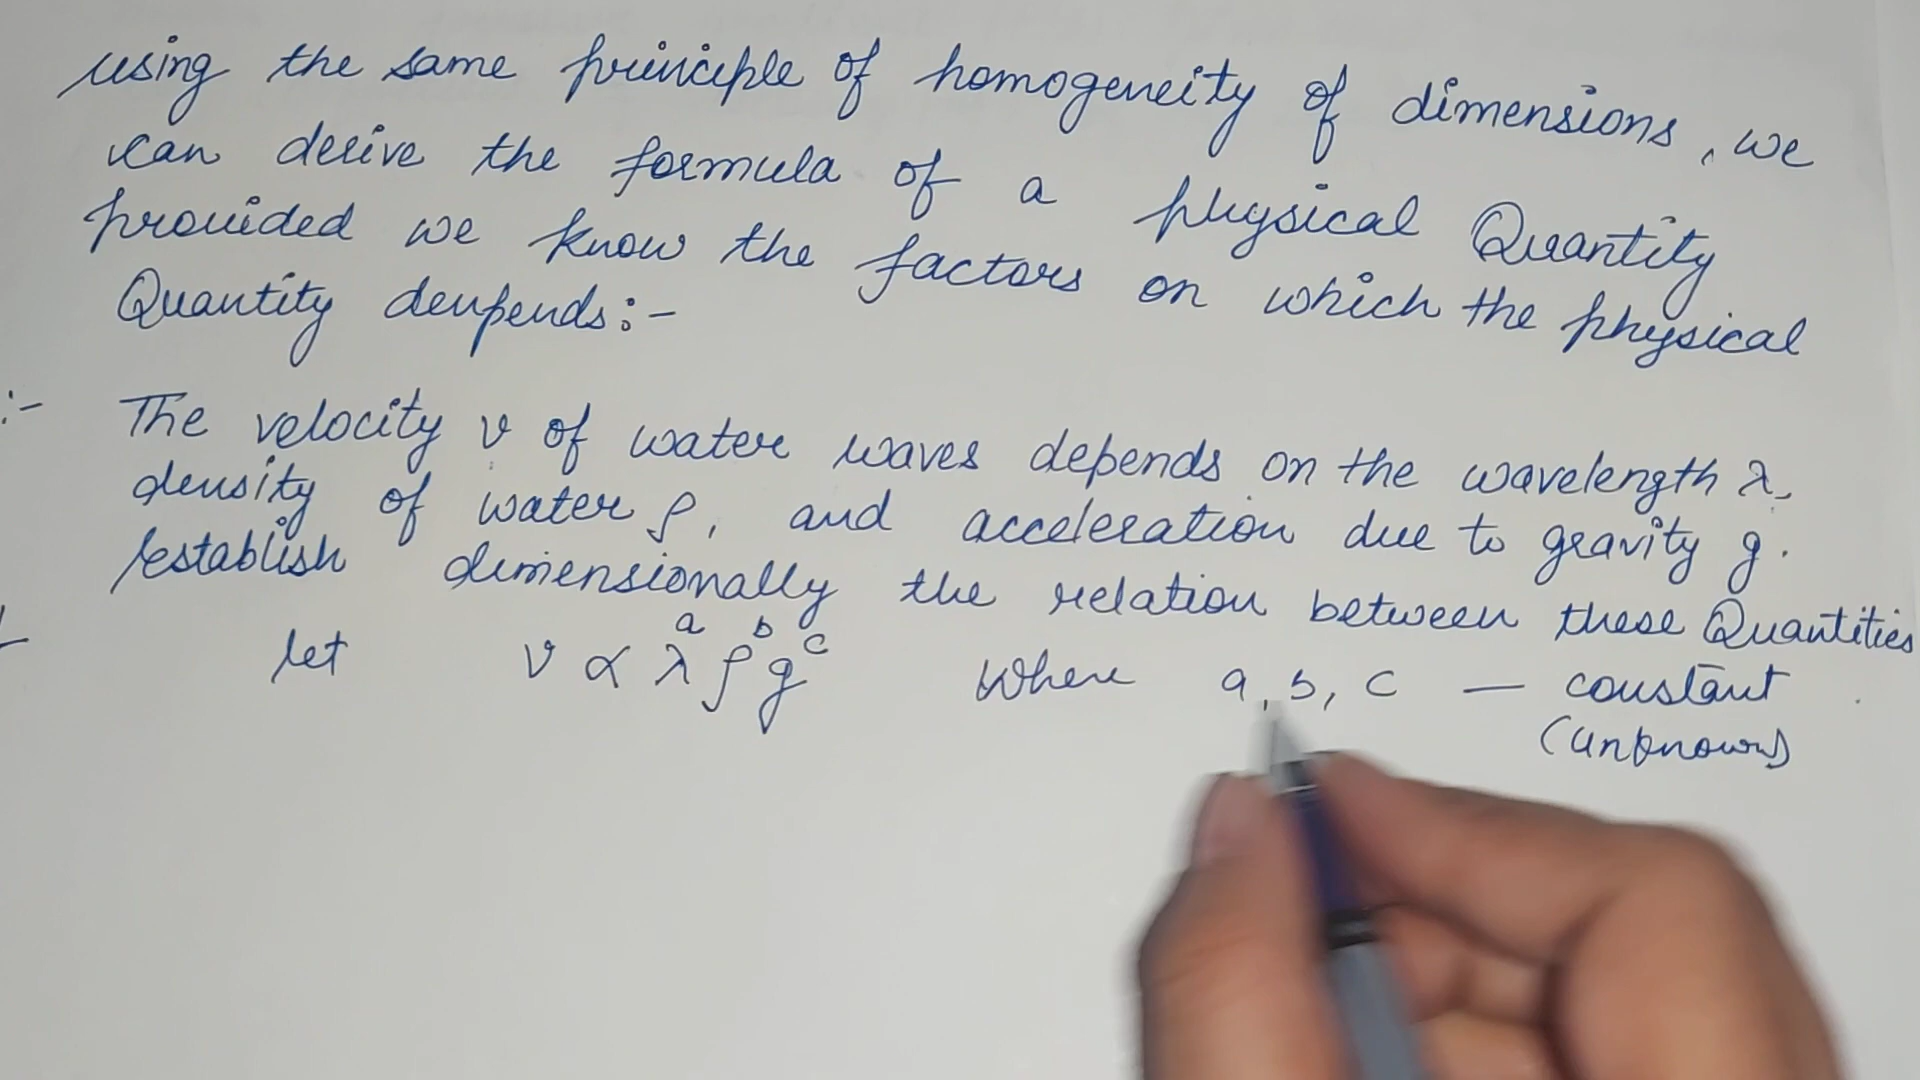 using the same principle of homogeneity of dimensions, we
can derive the formula of a physical Quantity
provided we know the factors on which the physical
Quantity denpends:-
:- The velocity v of water waves depends on the wavelength λ,
density of water ρ, and acceleration due to gravity g.
establish dimensionally the relation between these Quantities
let v ∝ λ^a ρ^b g^c where a, b, c — constant
(unknown)